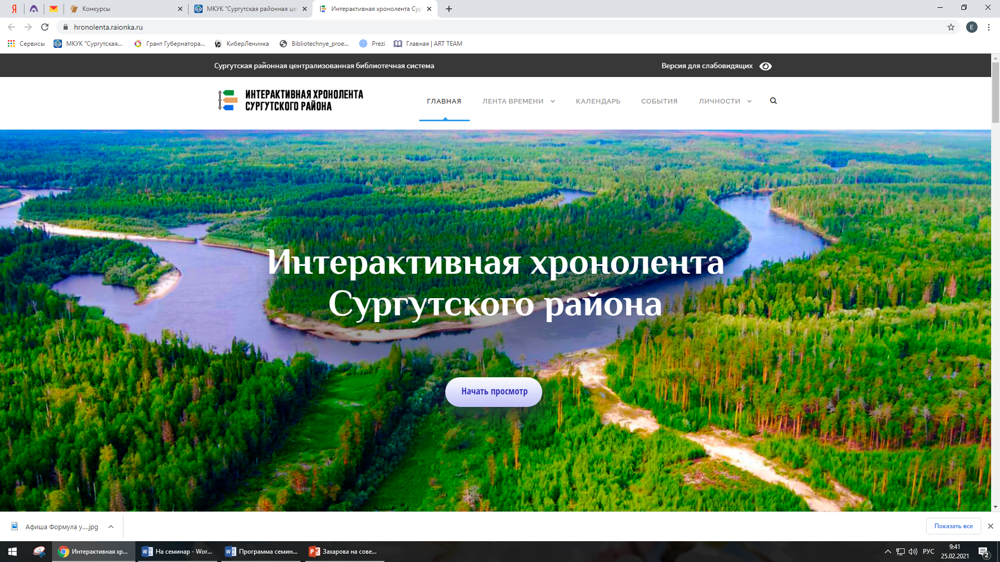 Конкурсы
МКУК "Сургутская районная це
Интерактивная хронолента Сур
hronolenta.raionka.ru
E
Сервисы
МКУК "Сургутская...
Грант Губернатора...
КиберЛенинка
Bibliotechnye_proe...
Prezi
Главная | ART TEAM
Сургутская районная централизованная библиотечная система
Версия для слабовидящих
ИНТЕРАКТИВНАЯ ХРОНОЛЕНТА
СУРГУТСКОГО РАЙОНА
ГЛАВНАЯ
ЛЕНТА ВРЕМЕНИ
КАЛЕНДАРЬ
СОБЫТИЯ
ЛИЧНОСТИ
Интерактивная хронолента
Сургутского района
Начать просмотр
Афиша Формула у....jpg
Показать все
Интерактивная хр...
На семинар - Wor...
Программа семин...
Захарова на сове...
РУС
9:41
25.02.2021
2